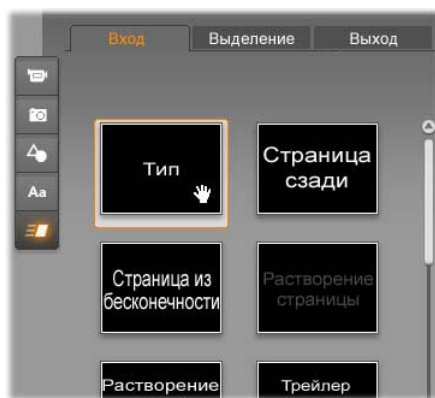 Вход Выделение Выход
Aa
Тип
Страница
сзади
Страница из
бесконечности
Растворение
страницы
Растворение
Трейлер